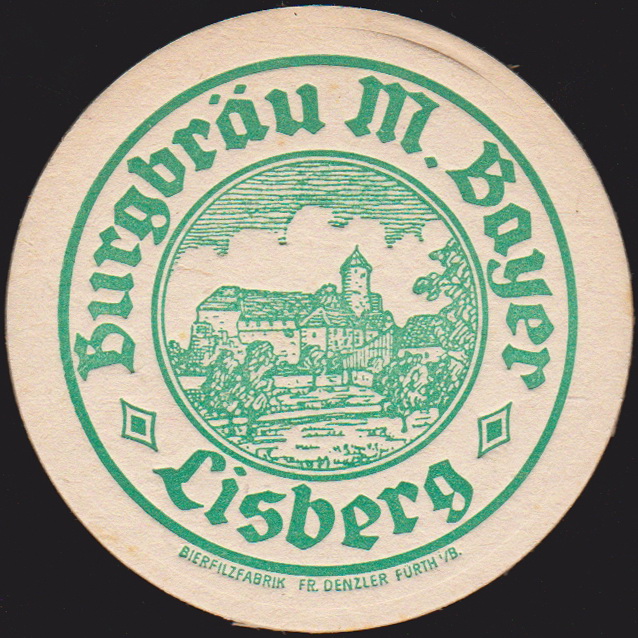 Burgbräu M. Bayer
Lisberg
BIERFILZFABRIK FR. DENZLER FÜRTH i/B.